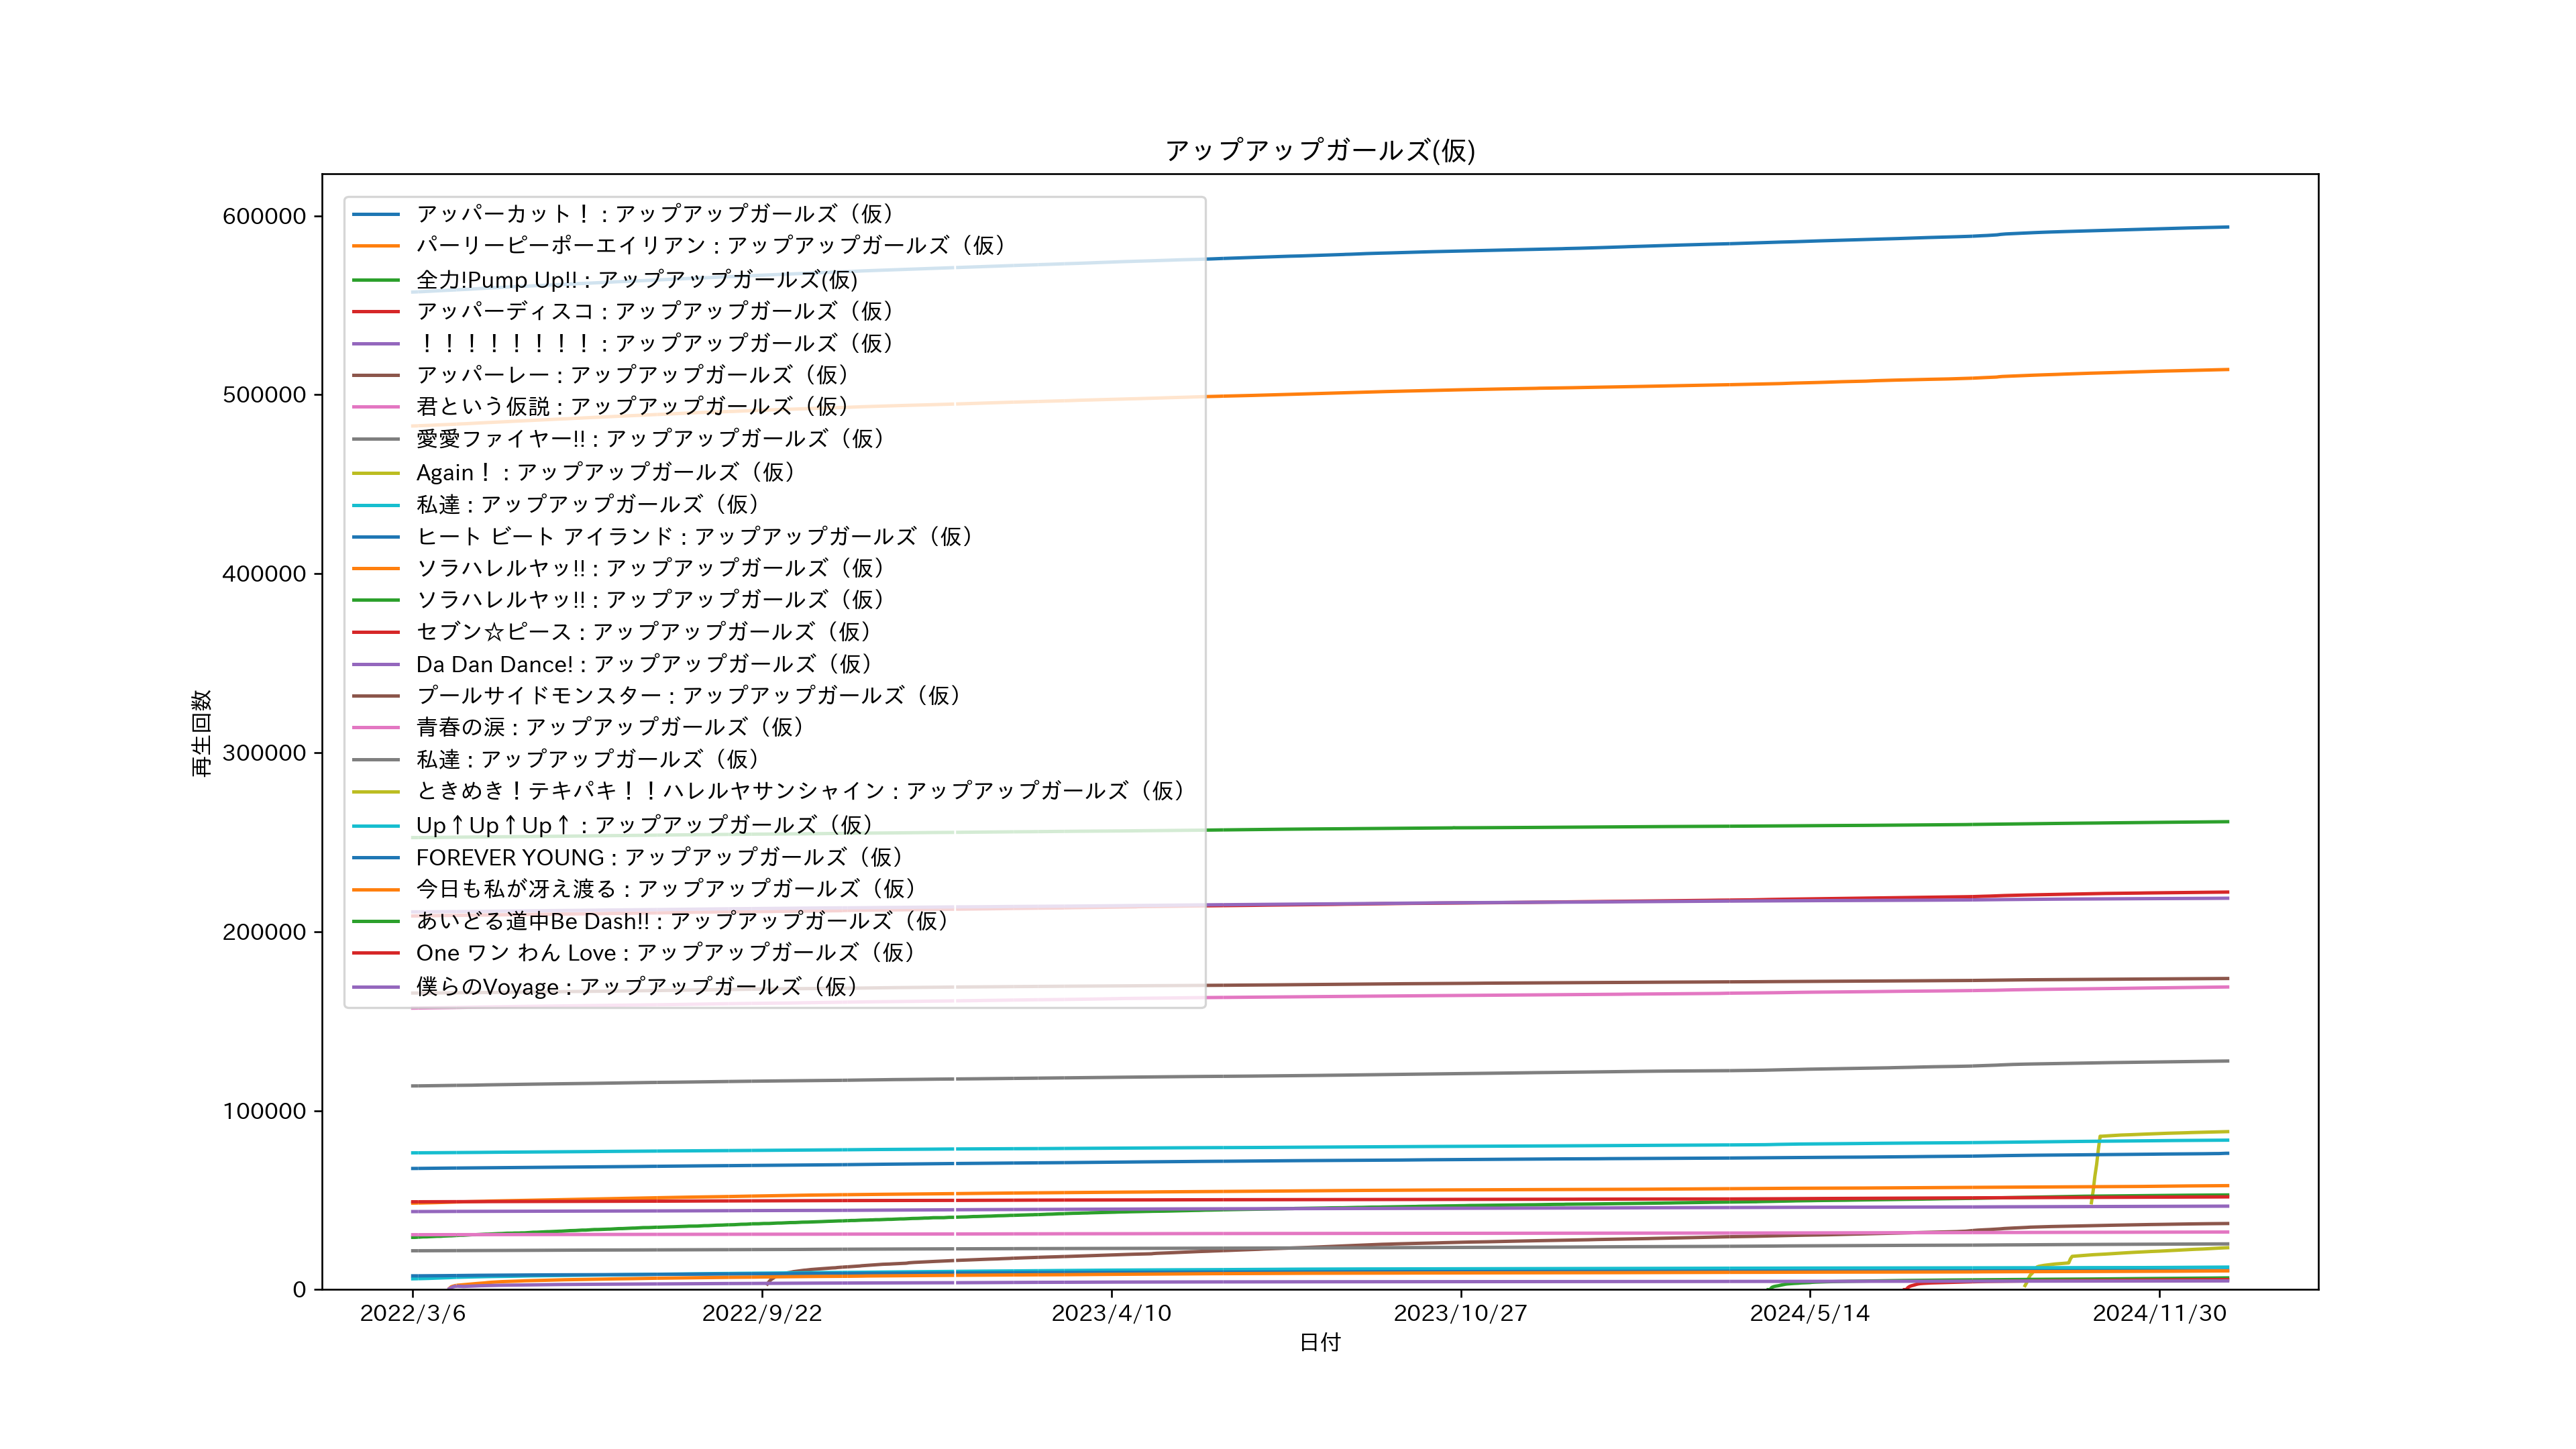 アップアップガールズ(仮)
600000
500000
400000
300000
200000
100000
0
再生回数
アッパーカット！ : アップアップガールズ（仮）
パーリーピーポーエイリアン : アップアップガールズ（仮）
全力!Pump Up!! : アップアップガールズ(仮)
アッパーディスコ : アップアップガールズ（仮）
！！！！！！！！ : アップアップガールズ（仮）
アッパーレー : アップアップガールズ（仮）
君という仮説 : アップアップガールズ（仮）
愛愛ファイヤー!! : アップアップガールズ（仮）
Again！ : アップアップガールズ（仮）
私達 : アップアップガールズ（仮）
ヒート ビート アイランド : アップアップガールズ（仮）
ソラハレルヤッ!! : アップアップガールズ（仮）
ソラハレルヤッ!! : アップアップガールズ（仮）
セブン☆ピース : アップアップガールズ（仮）
Da Dan Dance! : アップアップガールズ（仮）
プールサイドモンスター : アップアップガールズ（仮）
青春の涙 : アップアップガールズ（仮）
私達 : アップアップガールズ（仮）
ときめき！テキパキ！！ハレルヤサンシャイン : アップアップガールズ（仮）
Up↑Up↑Up↑ : アップアップガールズ（仮）
FOREVER YOUNG : アップアップガールズ（仮）
今日も私が冴え渡る : アップアップガールズ（仮）
あいどる道中Be Dash!! : アップアップガールズ（仮）
One ワン わん Love : アップアップガールズ（仮）
僕らのVoyage : アップアップガールズ（仮）
2022/3/6 2022/9/22 2023/4/10 2023/10/27 2024/5/14 2024/11/30
日付